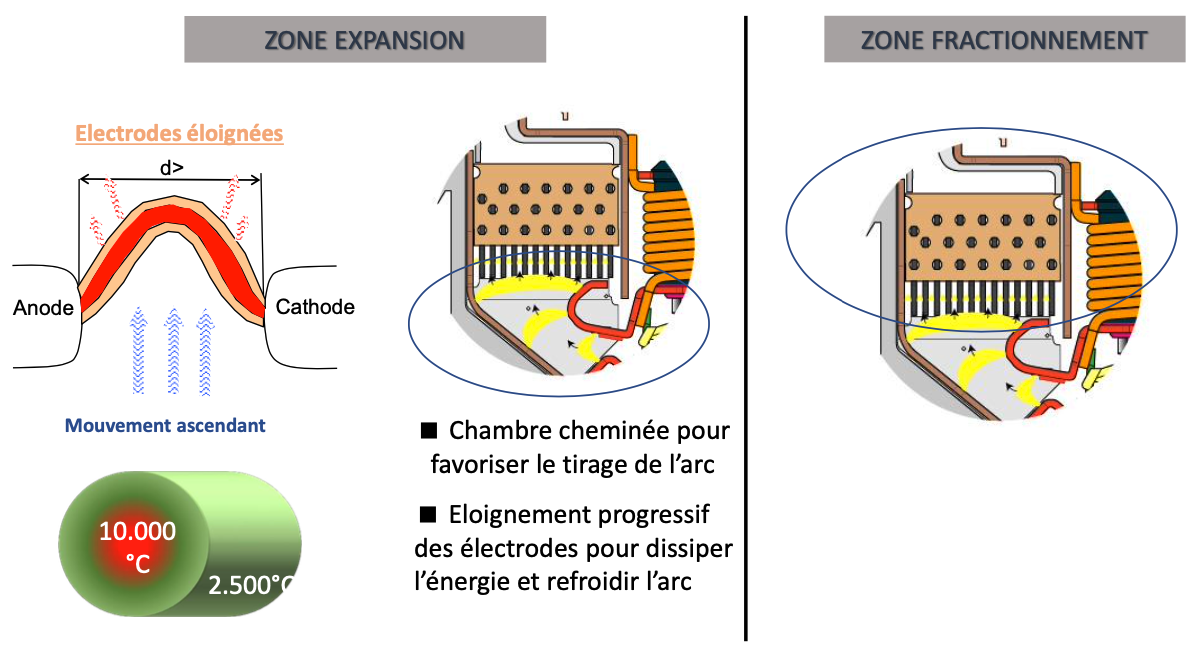 ZONE EXPANSION
ZONE FRACTIONNEMENT
Electrodes éloignées
d>
Anode
Cathode
Mouvement ascendant
10.000
°C
2.500°C
■ Chambre cheminée pour
favoriser le tirage de l’arc
■ Eloignement progressif
des électrodes pour dissiper
l’énergie et refroidir l’arc